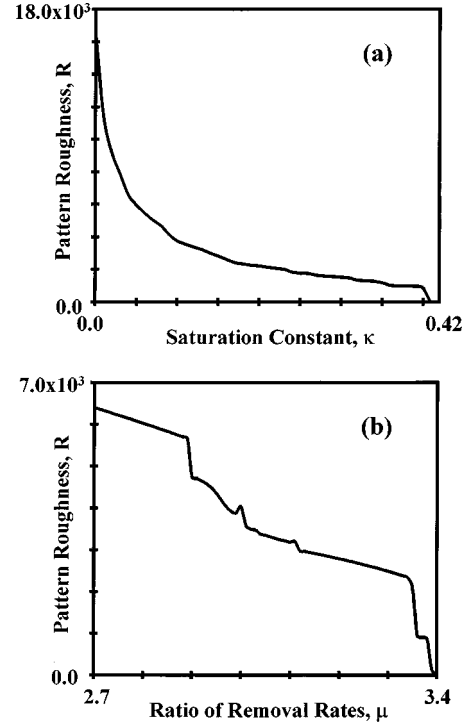 18.0x10³
(a)
Pattern Roughness, R
0.0
0.0
0.42
Saturation Constant, κ
7.0x10³
(b)
Pattern Roughness, R
0.0
2.7
3.4
Ratio of Removal Rates, μ